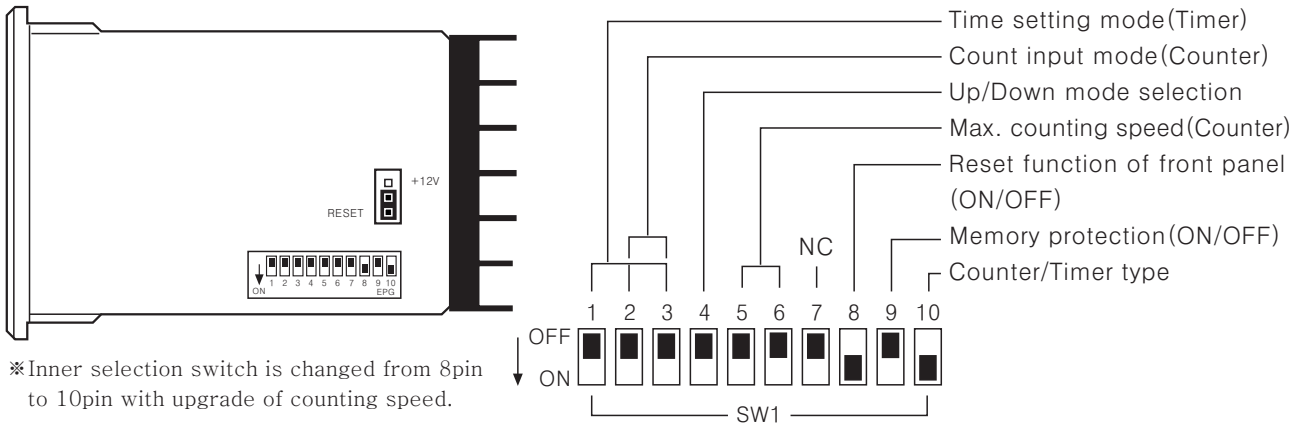 +12V
RESET
1 2 3 4 5 6 7 8 9 10
ON
EPG
※Inner selection switch is changed from 8pin
to 10pin with upgrade of counting speed.
Time setting mode(Timer)
Count input mode(Counter)
Up/Down mode selection
Max. counting speed(Counter)
Reset function of front panel
(ON/OFF)
Memory protection(ON/OFF)
Counter/Timer type
NC
1 2 3 4 5 6 7 8 9 10
OFF
ON
SW1